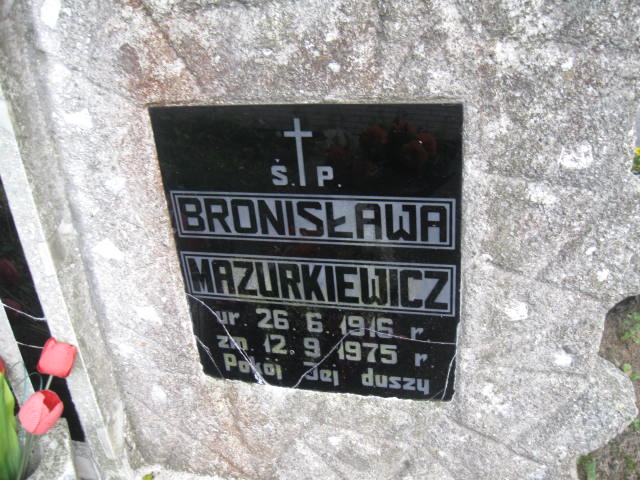 Ś. P.
BRONISŁAWA
MAZURKIEWICZ
ur 26 6 1916 r.
zm 12 9 1975 r
Pokój Jej duszy